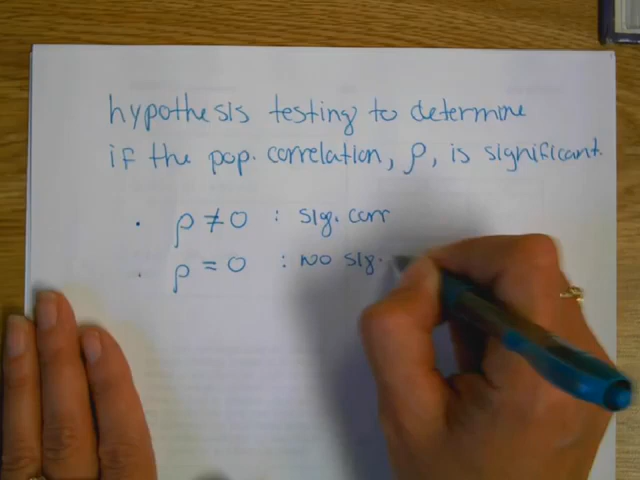 hypothesis testing to determine
if the pop. correlation, ρ, is significant.
· ρ ≠ 0 : sig. corr
· ρ = 0 : no sig.